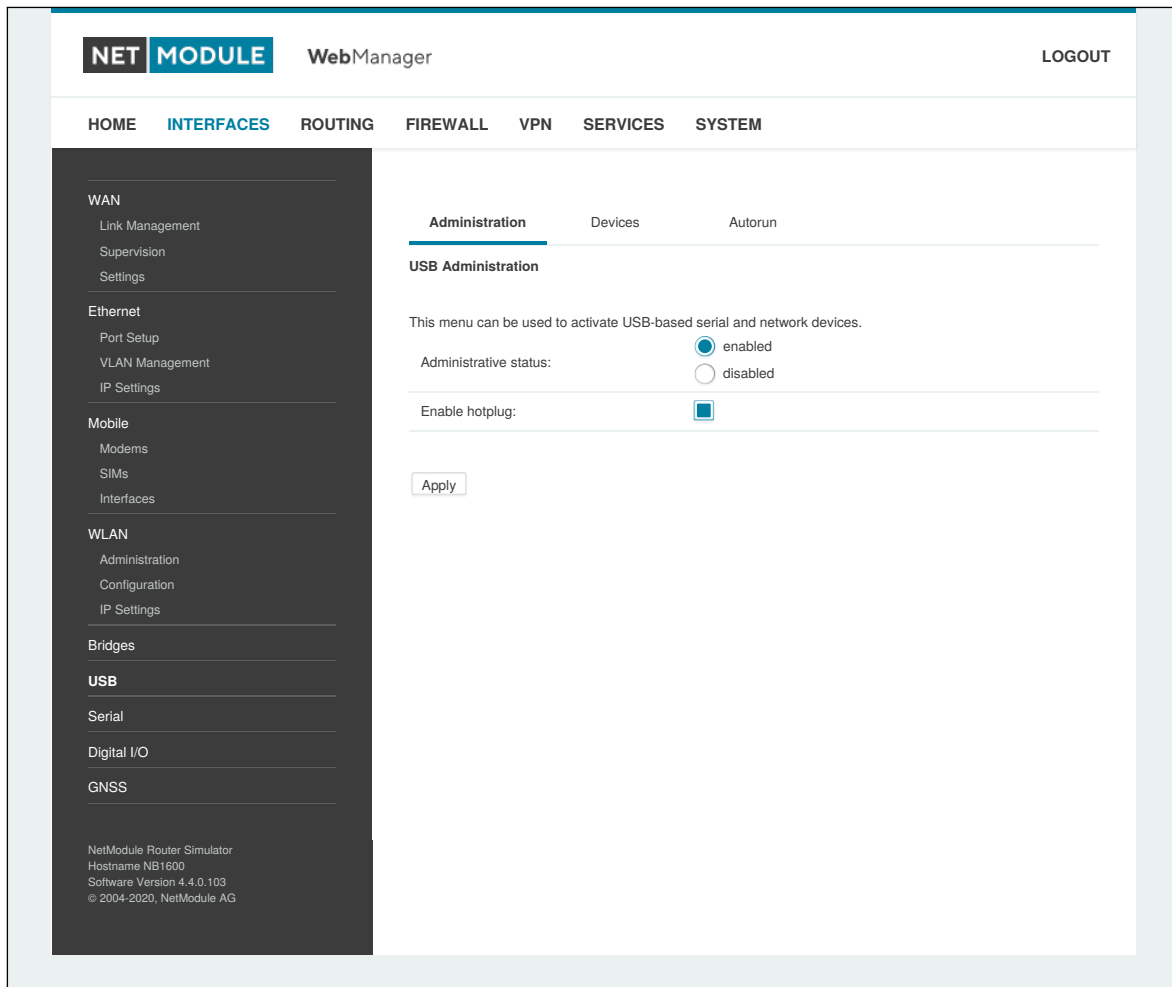 NET MODULE WebManager LOGOUT
HOME INTERFACES ROUTING FIREWALL VPN SERVICES SYSTEM
WAN
Link Management
Supervision
Settings
Ethernet
Port Setup
VLAN Management
IP Settings
Mobile
Modems
SIMs
Interfaces
WLAN
Administration
Configuration
IP Settings
Bridges
USB
Serial
Digital I/O
GNSS
NetModule Router Simulator
Hostname NB1600
Software Version 4.4.0.103
© 2004-2020, NetModule AG
Administration Devices Autorun
USB Administration
This menu can be used to activate USB-based serial and network devices.
Administrative status:
enabled
disabled
Enable hotplug:
Apply